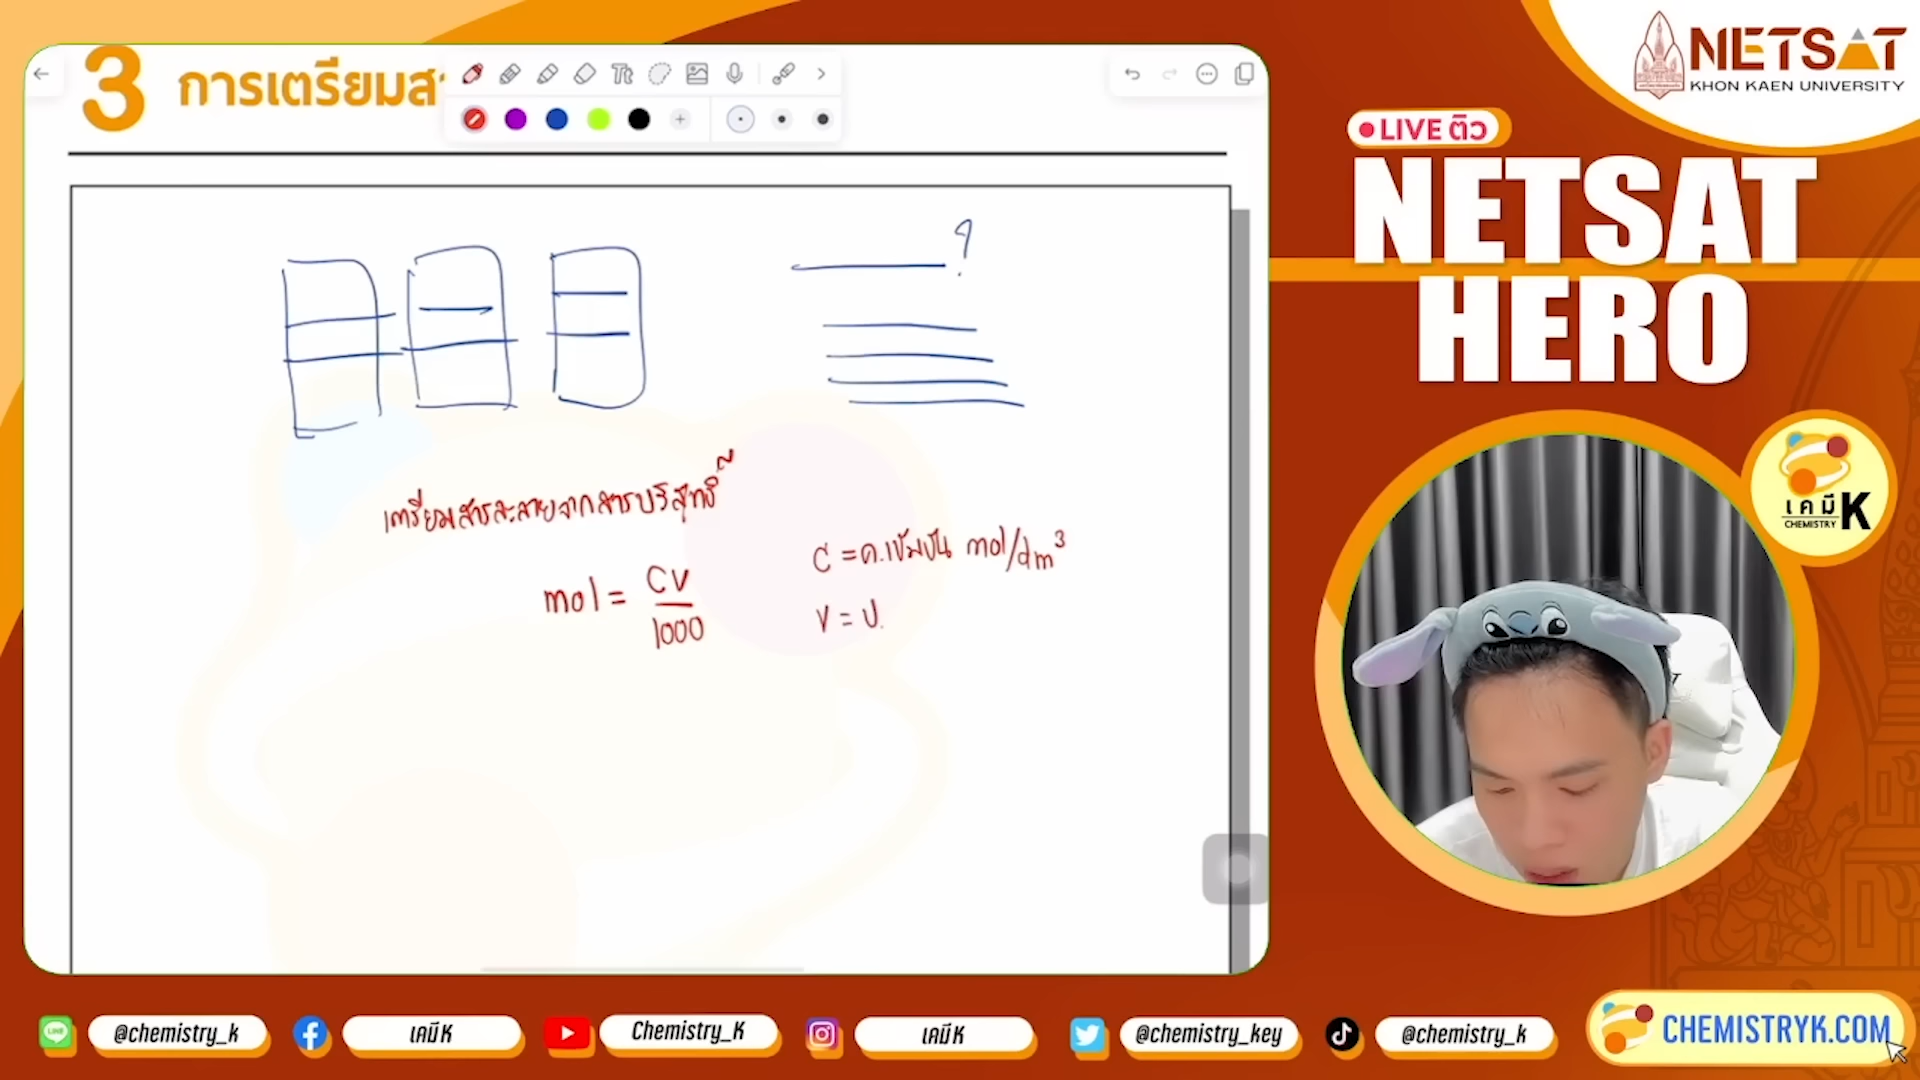 3 การเตรียมสา
Tt
?
เตรียมสารละลายจากสารบริสุทธิ์
mol = CV
1000
C = ค.เข้มข้น mol/dm³
V = ป.
NETSAT
KHON KAEN UNIVERSITY
LIVE ติว
NETSAT
HERO
เคมี K
CHEMISTRY
LINE
@chemistry_k
เคมี K
Chemistry_K
เคมี K
@chemistry_key
@chemistry_k
CHEMISTRYK.COM